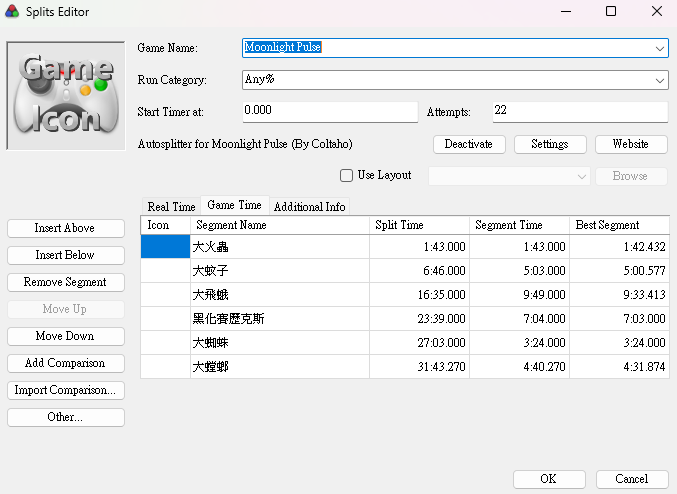 Splits Editor
Game Icon
Game Name: Moonlight Pulse
Run Category: Any%
Start Timer at: 0.000 Attempts: 22
Autosplitter for Moonlight Pulse (By Coltaho) Deactivate Settings Website
Use Layout Browse
Real Time Game Time Additional Info
Icon Segment Name Split Time Segment Time Best Segment
大火蟲 1:43.000 1:43.000 1:42.432
大蚊子 6:46.000 5:03.000 5:00.577
大飛蛾 16:35.000 9:49.000 9:33.413
黑化賽歷克斯 23:39.000 7:04.000 7:03.000
大蜘蛛 27:03.000 3:24.000 3:24.000
大螳螂 31:43.270 4:40.270 4:31.874
Insert Above
Insert Below
Remove Segment
Move Up
Move Down
Add Comparison
Import Comparison...
Other...
OK Cancel